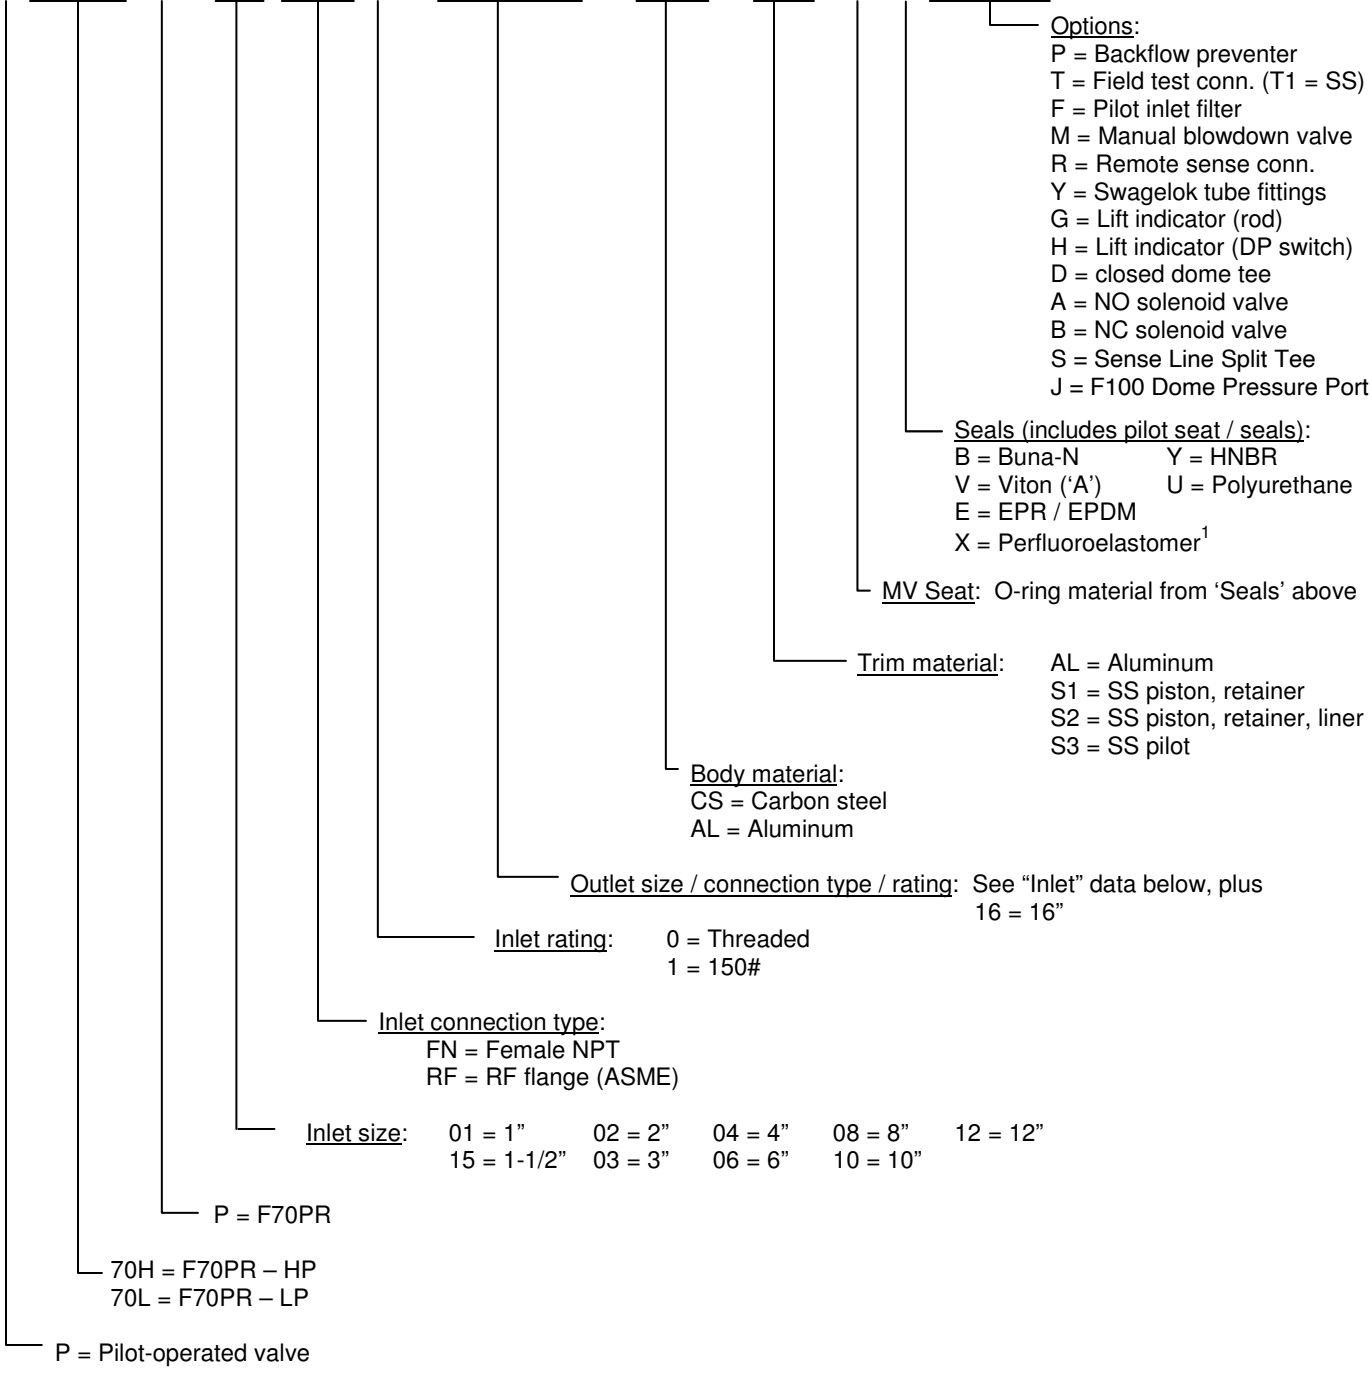 Options:
P = Backflow preventer
T = Field test conn. (T1 = SS)
F = Pilot inlet filter
M = Manual blowdown valve
R = Remote sense conn.
Y = Swagelok tube fittings
G = Lift indicator (rod)
H = Lift indicator (DP switch)
D = closed dome tee
A = NO solenoid valve
B = NC solenoid valve
S = Sense Line Split Tee
J = F100 Dome Pressure Port
Seals (includes pilot seat / seals):
B = Buna-N Y = HNBR
V = Viton (‘A’) U = Polyurethane
E = EPR / EPDM
X = Perfluoroelastomer1
MV Seat: O-ring material from ‘Seals’ above
Trim material: AL = Aluminum
S1 = SS piston, retainer
S2 = SS piston, retainer, liner
S3 = SS pilot
Body material:
CS = Carbon steel
AL = Aluminum
Outlet size / connection type / rating: See “Inlet” data below, plus
16 = 16”
Inlet rating: 0 = Threaded
1 = 150#
Inlet connection type:
FN = Female NPT
RF = RF flange (ASME)
Inlet size: 01 = 1” 02 = 2” 04 = 4” 08 = 8” 12 = 12”
15 = 1-1/2” 03 = 3” 06 = 6” 10 = 10”
P = F70PR
70H = F70PR – HP
70L = F70PR – LP
P = Pilot-operated valve